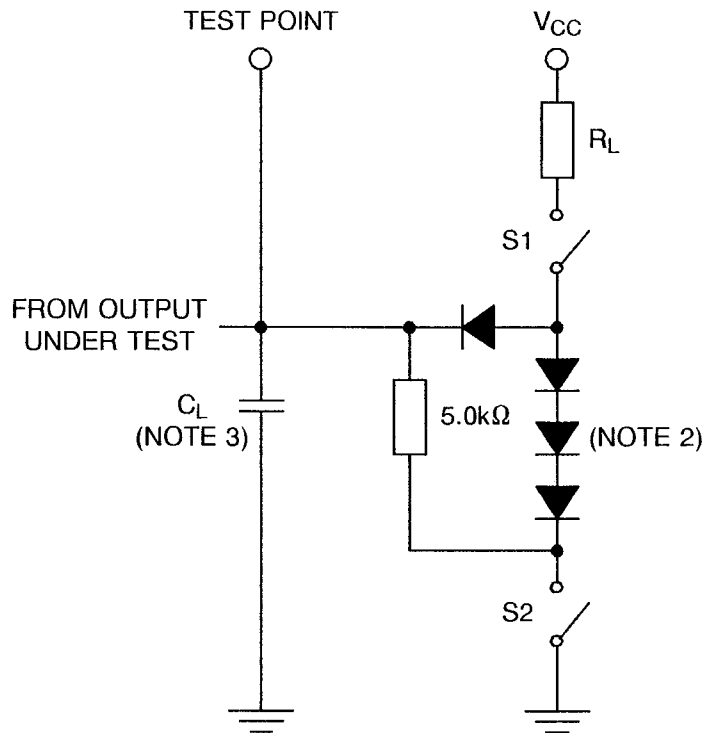 TEST POINT
VCC
RL
S1
FROM OUTPUT
UNDER TEST
CL
(NOTE 3)
5.0kΩ
(NOTE 2)
S2